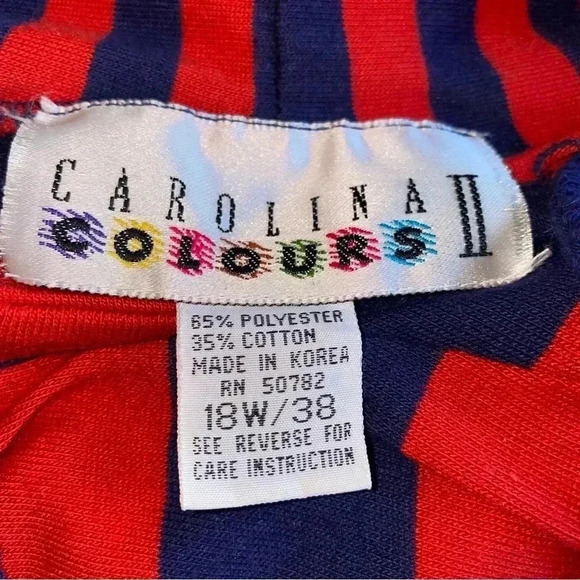 CAROLINA II
COLOURS
65% POLYESTER
35% COTTON
MADE IN KOREA
RN 50782
18W/38
SEE REVERSE FOR
CARE INSTRUCTION